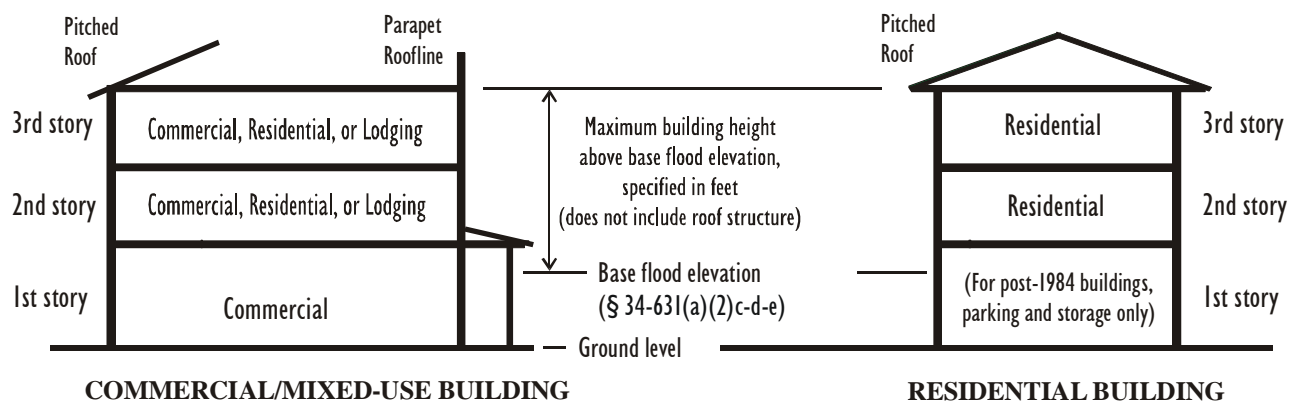 Pitched
Roof
Parapet
Roofline
3rd story
Commercial, Residential, or Lodging
2nd story
Commercial, Residential, or Lodging
1st story
Commercial
Maximum building height
above base flood elevation,
specified in feet
(does not include roof structure)
Base flood elevation
(§ 34-631(a)(2)c-d-e)
Ground level
Pitched
Roof
Residential
3rd story
Residential
2nd story
(For post-1984 buildings,
parking and storage only)
1st story
COMMERCIAL/MIXED-USE BUILDING
RESIDENTIAL BUILDING